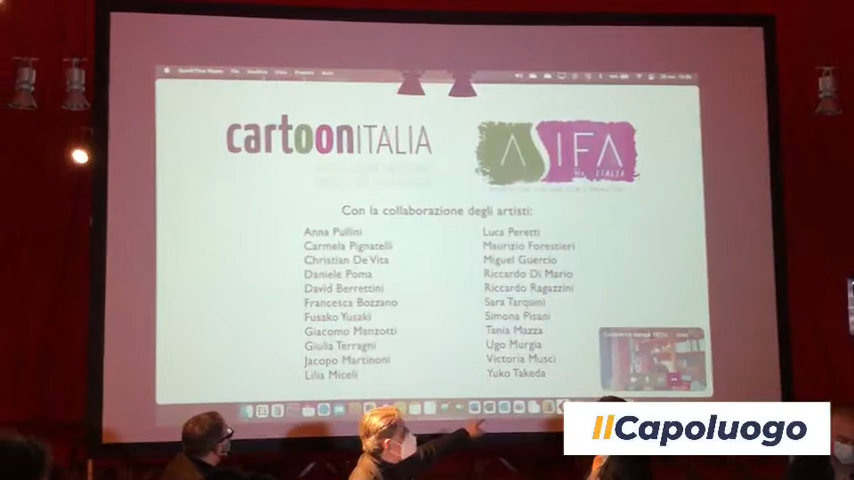 cartoonITALIA
ASIFA
ITALIA
Con la collaborazione degli artisti:
Anna Pullini
Carmela Pignatelli
Christian De Vita
Daniele Poma
David Berrettini
Francesca Bozzano
Fusako Yusaki
Giacomo Manzotti
Giulia Terragni
Jacopo Martinoni
Lilia Miceli
Luca Peretti
Maurizio Forestieri
Miguel Guercio
Riccardo Di Mario
Riccardo Ragazzini
Sara Tarquini
Simona Pisani
Tania Mazza
Ugo Murgia
Victoria Musci
Yuko Takeda
ilCapoluogo